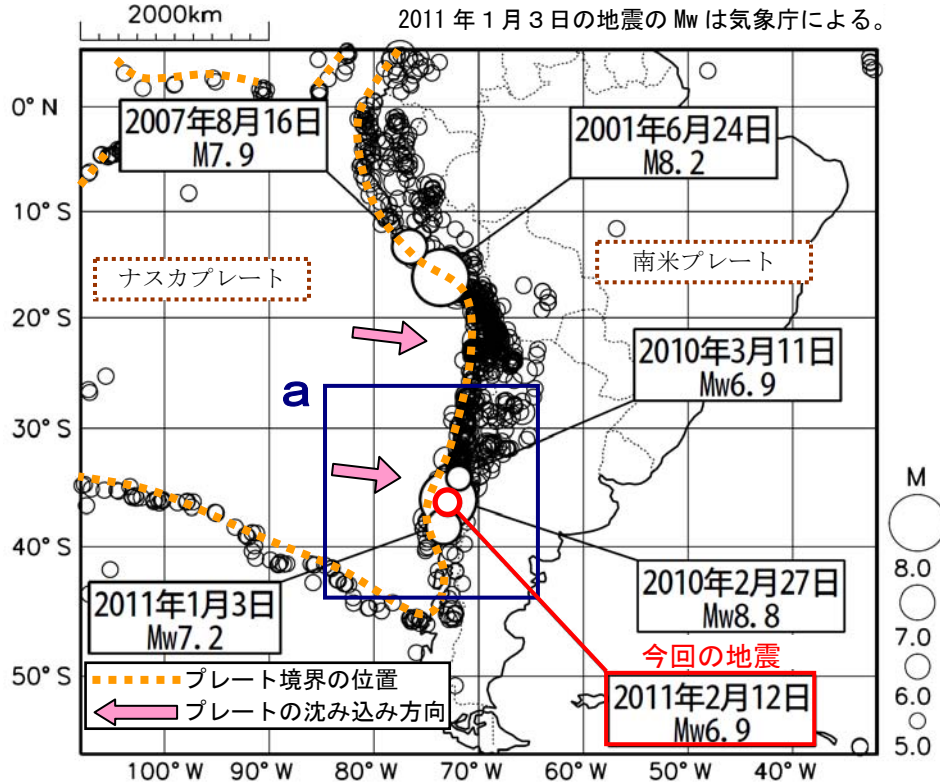 2000km
2011年1月3日の地震のMwは気象庁による。
0°N
10°S
20°S
30°S
40°S
50°S
2007年8月16日
M7.9
2001年6月24日
M8.2
ナスカプレート
南米プレート
2010年3月11日
Mw6.9
a
2011年1月3日
Mw7.2
2010年2月27日
Mw8.8
今回の地震
2011年2月12日
Mw6.9
プレート境界の位置
プレートの沈み込み方向
M
8.0
7.0
6.0
5.0
100°W
90°W
80°W
70°W
60°W
50°W
40°W